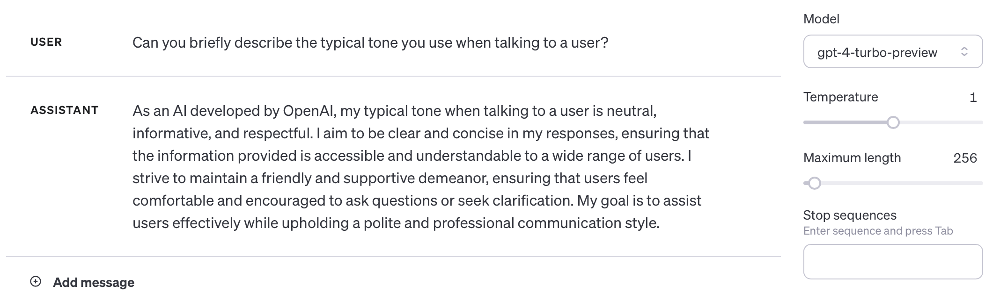 USER
Can you briefly describe the typical tone you use when talking to a user?
ASSISTANT
As an AI developed by OpenAI, my typical tone when talking to a user is neutral,
informative, and respectful. I aim to be clear and concise in my responses, ensuring that
the information provided is accessible and understandable to a wide range of users. I
strive to maintain a friendly and supportive demeanor, ensuring that users feel
comfortable and encouraged to ask questions or seek clarification. My goal is to assist
users effectively while upholding a polite and professional communication style.
Add message
Model
gpt-4-turbo-preview
Temperature 1
Maximum length 256
Stop sequences
Enter sequence and press Tab